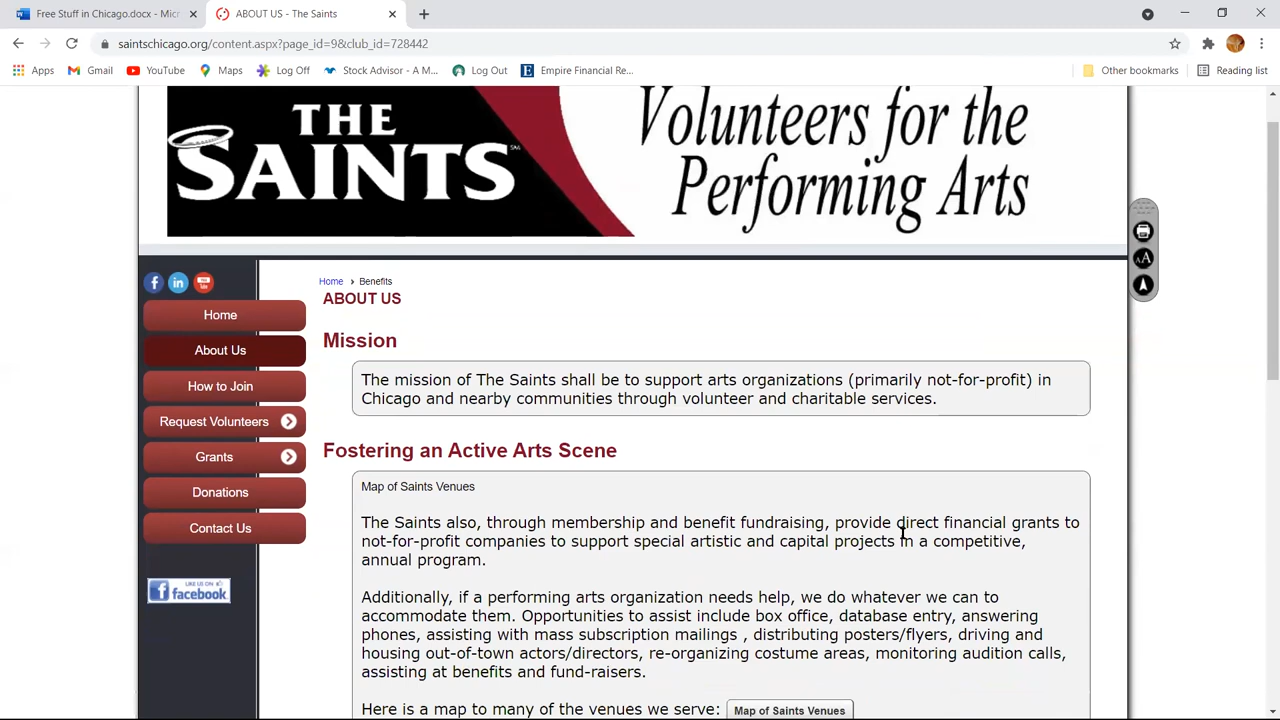 Free Stuff in Chicago.docx - Micr
ABOUT US - The Saints
saintschicago.org/content.aspx?page_id=9&club_id=728442
Apps
Gmail
YouTube
Maps
Log Off
Stock Advisor - A M...
Log Out
Empire Financial Re...
Other bookmarks
Reading list
THE
SAINTS
Volunteers for the
Performing Arts
Home > Benefits
ABOUT US
Home
About Us
How to Join
Request Volunteers
Grants
Donations
Contact Us
LIKE US ON
facebook
Mission
The mission of The Saints shall be to support arts organizations (primarily not-for-profit) in
Chicago and nearby communities through volunteer and charitable services.
Fostering an Active Arts Scene
Map of Saints Venues
The Saints also, through membership and benefit fundraising, provide direct financial grants to
not-for-profit companies to support special artistic and capital projects in a competitive,
annual program.
Additionally, if a performing arts organization needs help, we do whatever we can to
accommodate them. Opportunities to assist include box office, database entry, answering
phones, assisting with mass subscription mailings , distributing posters/flyers, driving and
housing out-of-town actors/directors, re-organizing costume areas, monitoring audition calls,
assisting at benefits and fund-raisers.
Here is a map to many of the venues we serve: Map of Saints Venues